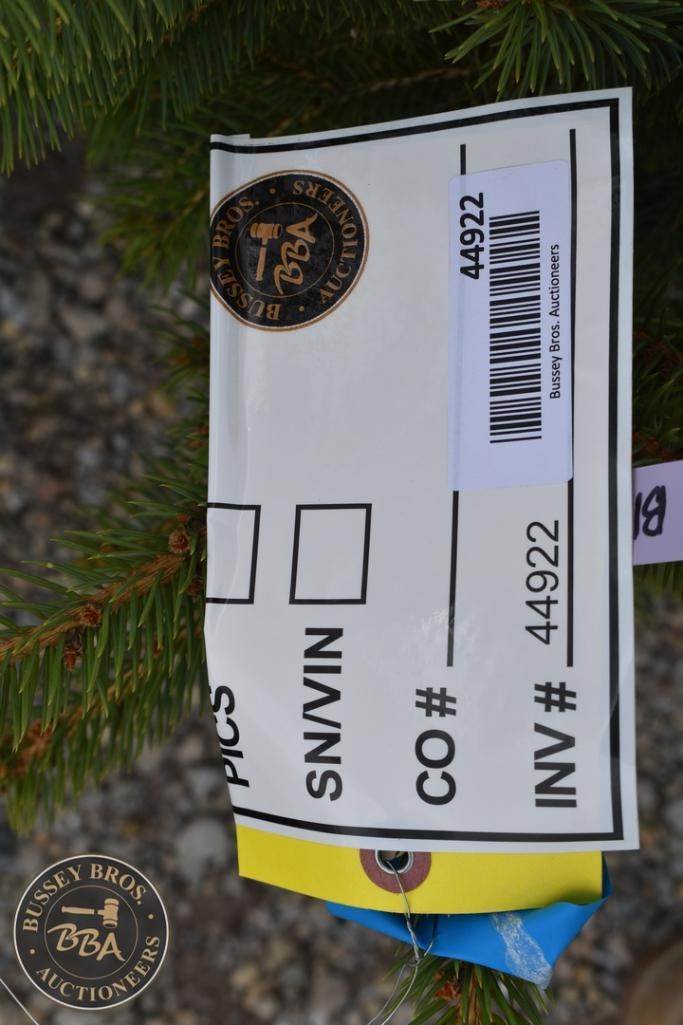 BUSSEY BROS.
BBA
AUCTIONEERS
PICS
SN/VIN
CO #
44922
Bussey Bros. Auctioneers
INV # 44922
BUSSEY BROS.
BBA
AUCTIONEERS